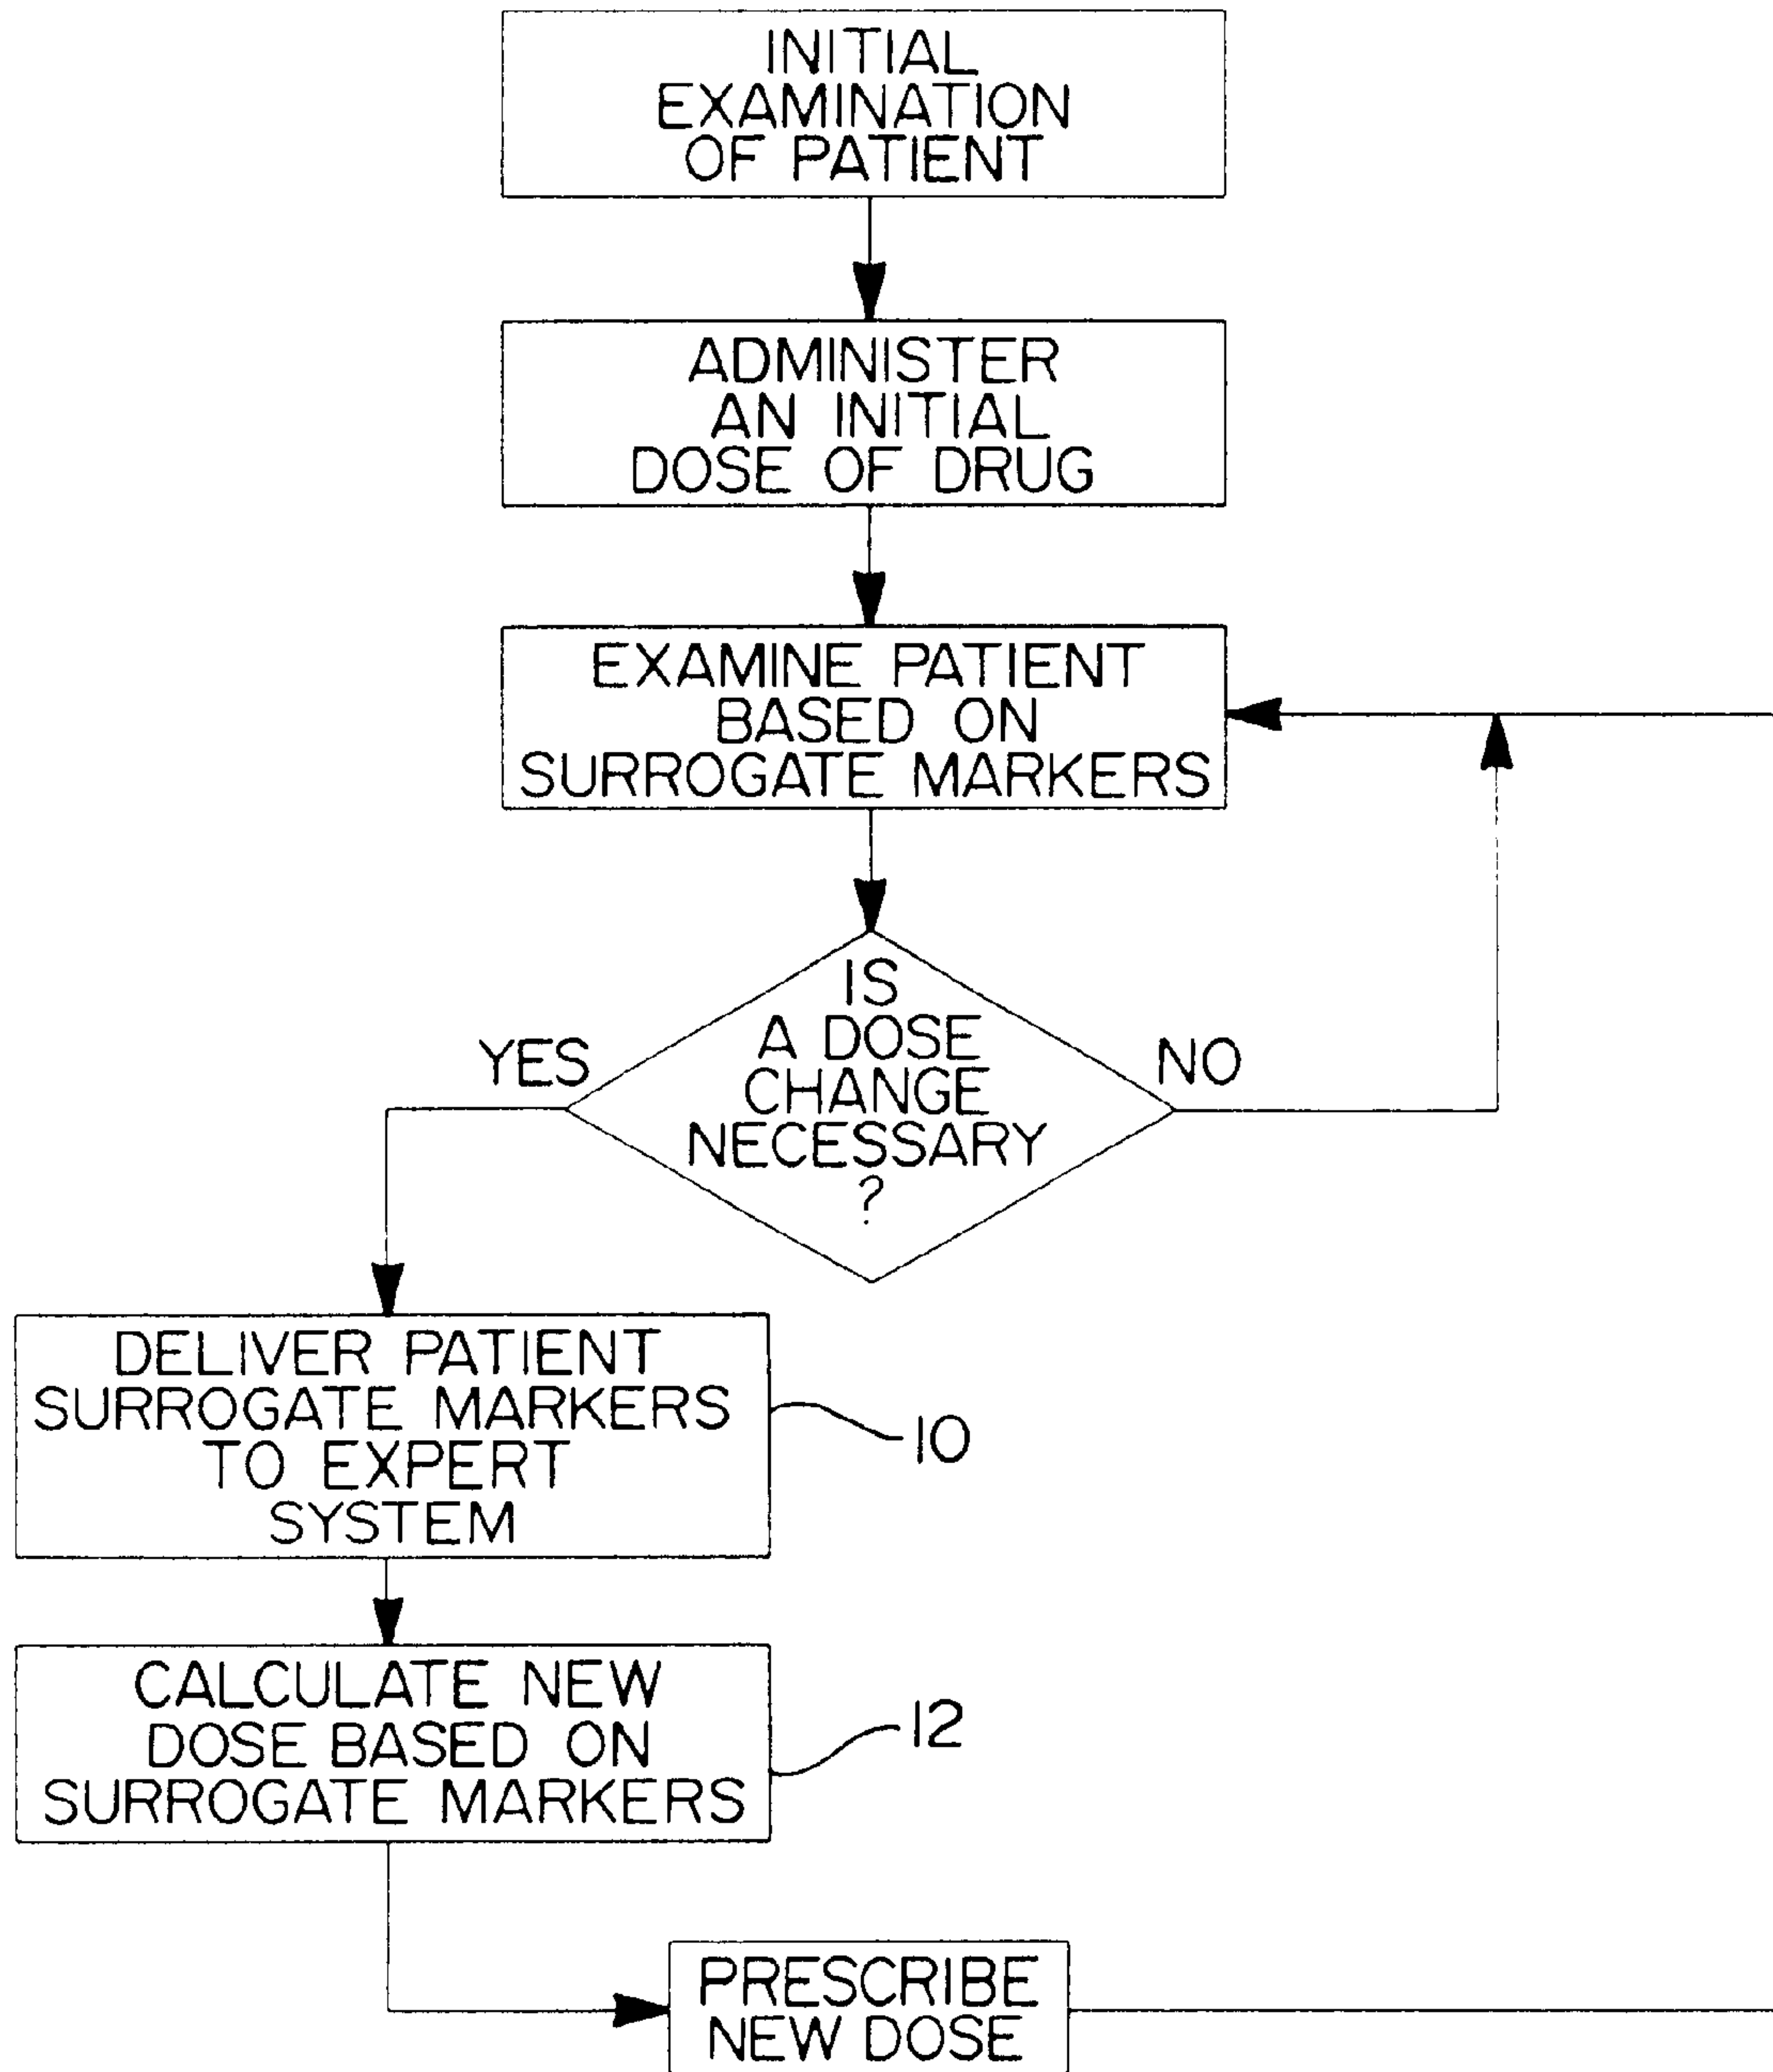 INITIAL
EXAMINATION
OF PATIENT
ADMINISTER
AN INITIAL
DOSE OF DRUG
EXAMINE PATIENT
BASED ON
SURROGATE MARKERS
IS
A DOSE
CHANGE
NECESSARY
?
YES
NO
DELIVER PATIENT
SURROGATE MARKERS
TO EXPERT
SYSTEM
10
CALCULATE NEW
DOSE BASED ON
SURROGATE MARKERS
12
PRESCRIBE
NEW DOSE